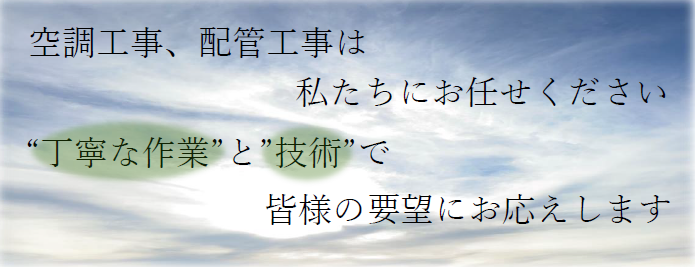 空調工事、配管工事は
私たちにお任せください
“丁寧な作業”と”技術”で
皆様の要望にお応えします